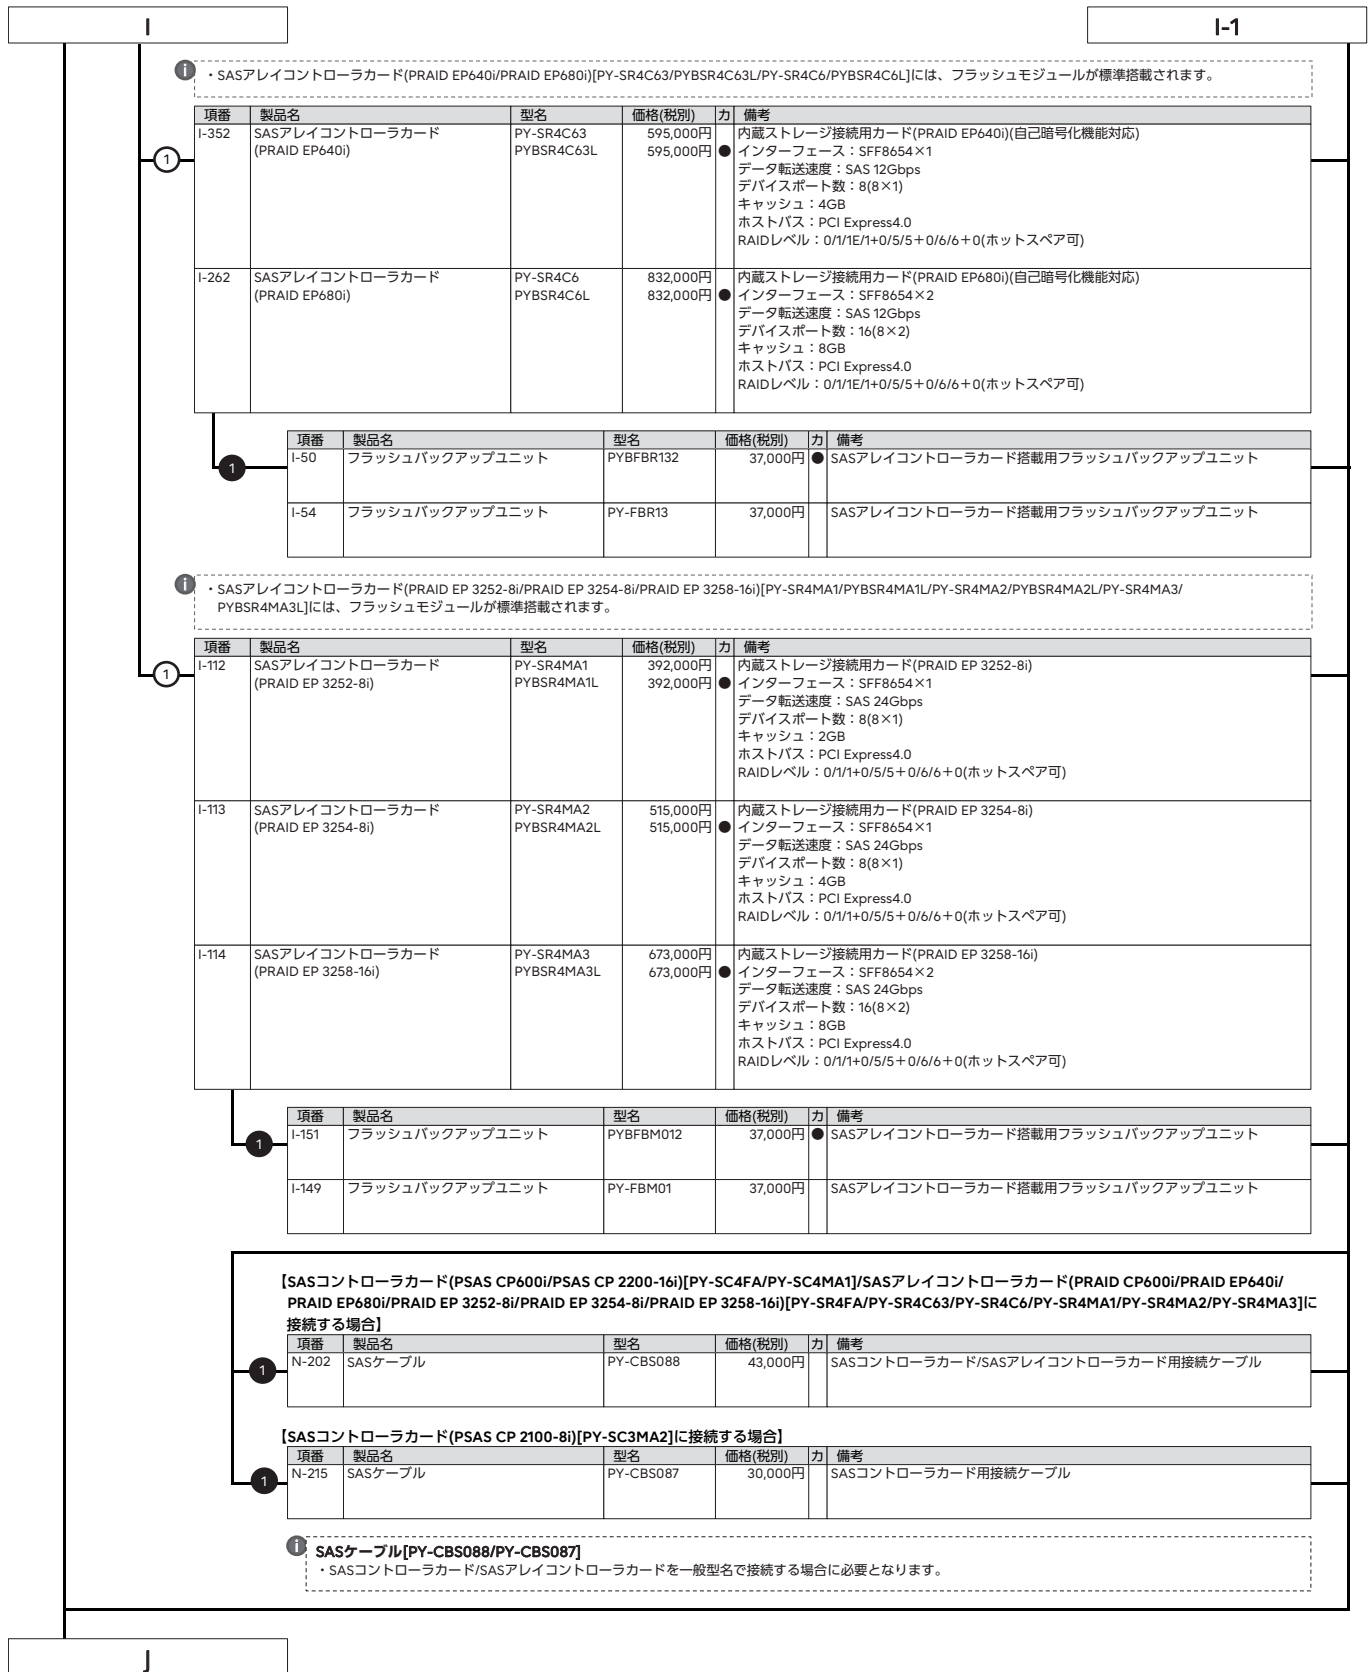 I
I-1
・SASアレイコントローラカード(PRAID EP640i/PRAID EP680i)[PY-SR4C63/PYBSR4C63L/PY-SR4C6/PYBSR4C6L]には、フラッシュモジュールが標準搭載されます。
項番 製品名 型名 価格(税別) カ 備考
I-352 SASアレイコントローラカード PY-SR4C63 595,000円 内蔵ストレージ接続用カード(PRAID EP640i)(自己暗号化機能対応)
(PRAID EP640i) PYBSR4C63L 595,000円 ● インターフェース：SFF8654×1
データ転送速度：SAS 12Gbps
デバイスポート数：8(8×1)
キャッシュ：4GB
ホストバス：PCI Express4.0
RAIDレベル：0/1/1E/1+0/5/5＋0/6/6＋0(ホットスペア可)
1
I-262 SASアレイコントローラカード PY-SR4C6 832,000円 内蔵ストレージ接続用カード(PRAID EP680i)(自己暗号化機能対応)
(PRAID EP680i) PYBSR4C6L 832,000円 ● インターフェース：SFF8654×2
データ転送速度：SAS 12Gbps
デバイスポート数：16(8×2)
キャッシュ：8GB
ホストバス：PCI Express4.0
RAIDレベル：0/1/1E/1+0/5/5＋0/6/6＋0(ホットスペア可)
項番 製品名 型名 価格(税別) カ 備考
1 I-50 フラッシュバックアップユニット PYBFBR132 37,000円 ● SASアレイコントローラカード搭載用フラッシュバックアップユニット
I-54 フラッシュバックアップユニット PY-FBR13 37,000円 SASアレイコントローラカード搭載用フラッシュバックアップユニット
・SASアレイコントローラカード(PRAID EP 3252-8i/PRAID EP 3254-8i/PRAID EP 3258-16i)[PY-SR4MA1/PYBSR4MA1L/PY-SR4MA2/PYBSR4MA2L/PY-SR4MA3/
PYBSR4MA3L]には、フラッシュモジュールが標準搭載されます。
項番 製品名 型名 価格(税別) カ 備考
1 I-112 SASアレイコントローラカード PY-SR4MA1 392,000円 内蔵ストレージ接続用カード(PRAID EP 3252-8i)
(PRAID EP 3252-8i) PYBSR4MA1L 392,000円 ● インターフェース：SFF8654×1
データ転送速度：SAS 24Gbps
デバイスポート数：8(8×1)
キャッシュ：2GB
ホストバス：PCI Express4.0
RAIDレベル：0/1/1+0/5/5＋0/6/6＋0(ホットスペア可)
I-113 SASアレイコントローラカード PY-SR4MA2 515,000円 内蔵ストレージ接続用カード(PRAID EP 3254-8i)
(PRAID EP 3254-8i) PYBSR4MA2L 515,000円 ● インターフェース：SFF8654×1
データ転送速度：SAS 24Gbps
デバイスポート数：8(8×1)
キャッシュ：4GB
ホストバス：PCI Express4.0
RAIDレベル：0/1/1+0/5/5＋0/6/6＋0(ホットスペア可)
I-114 SASアレイコントローラカード PY-SR4MA3 673,000円 内蔵ストレージ接続用カード(PRAID EP 3258-16i)
(PRAID EP 3258-16i) PYBSR4MA3L 673,000円 ● インターフェース：SFF8654×2
データ転送速度：SAS 24Gbps
デバイスポート数：16(8×2)
キャッシュ：8GB
ホストバス：PCI Express4.0
RAIDレベル：0/1/1+0/5/5＋0/6/6＋0(ホットスペア可)
項番 製品名 型名 価格(税別) カ 備考
1 I-151 フラッシュバックアップユニット PYBFBM012 37,000円 ● SASアレイコントローラカード搭載用フラッシュバックアップユニット
I-149 フラッシュバックアップユニット PY-FBM01 37,000円 SASアレイコントローラカード搭載用フラッシュバックアップユニット
【SASコントローラカード(PSAS CP600i/PSAS CP 2200-16i)[PY-SC4FA/PY-SC4MA1]/SASアレイコントローラカード(PRAID CP600i/PRAID EP640i/
PRAID EP680i/PRAID EP 3252-8i/PRAID EP 3254-8i/PRAID EP 3258-16i)[PY-SR4FA/PY-SR4C63/PY-SR4C6/PY-SR4MA1/PY-SR4MA2/PY-SR4MA3]に
接続する場合】
項番 製品名 型名 価格(税別) カ 備考
1 N-202 SASケーブル PY-CBS088 43,000円 SASコントローラカード/SASアレイコントローラカード用接続ケーブル
【SASコントローラカード(PSAS CP 2100-8i)[PY-SC3MA2]に接続する場合】
項番 製品名 型名 価格(税別) カ 備考
1 N-215 SASケーブル PY-CBS087 30,000円 SASコントローラカード用接続ケーブル
SASケーブル[PY-CBS088/PY-CBS087]
・SASコントローラカード/SASアレイコントローラカードを一般型名で接続する場合に必要となります。
J